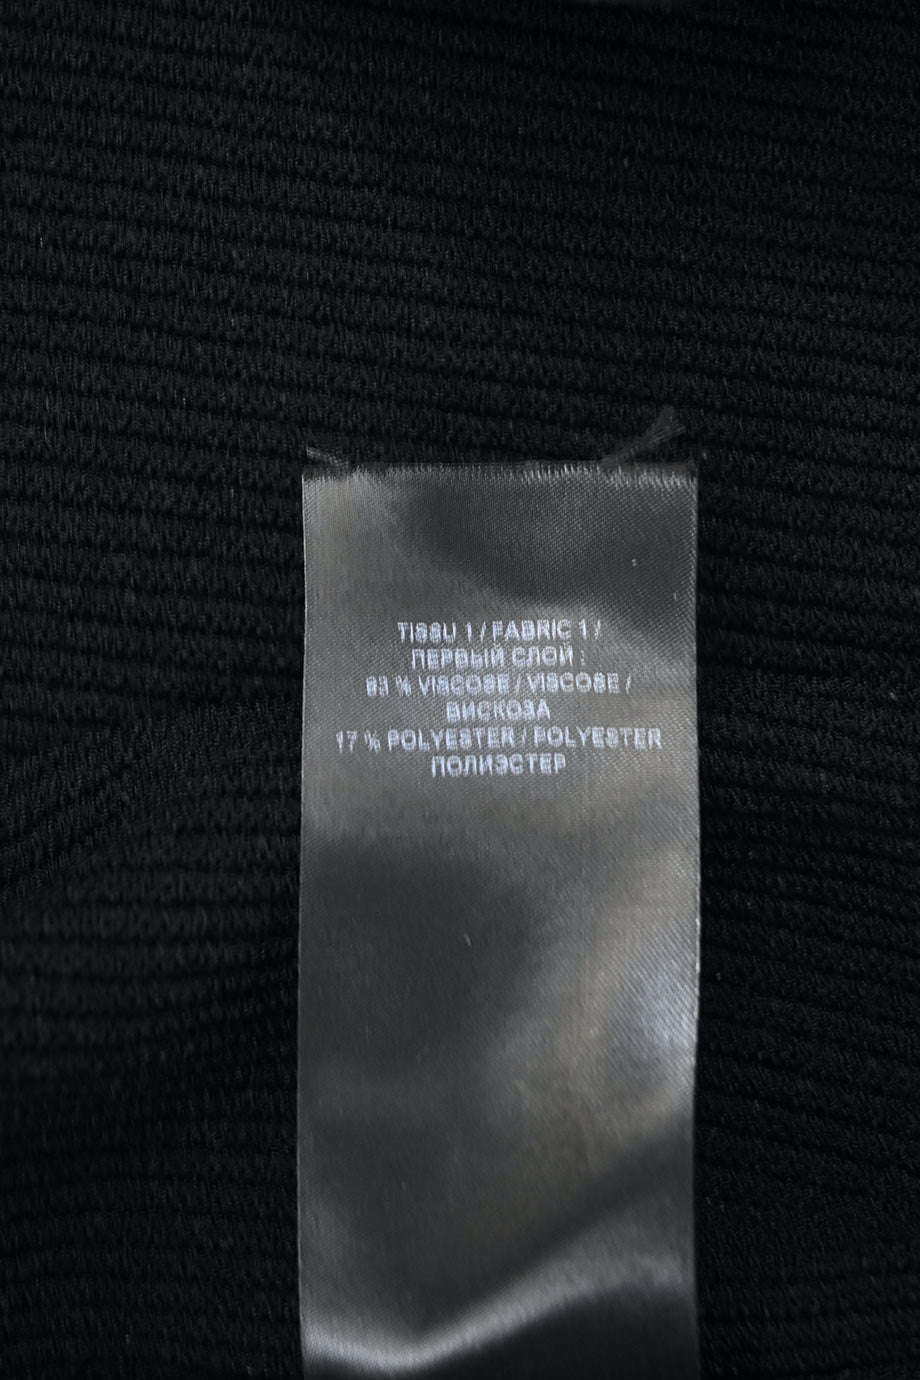 TISSU 1 / FABRIC 1 /
ПЕРВЫЙ СЛОЙ :
83 % VISCOSE / VISCOSE /
ВИСКОЗА
17 % POLYESTER / POLYESTER
ПОЛИЭСТЕР